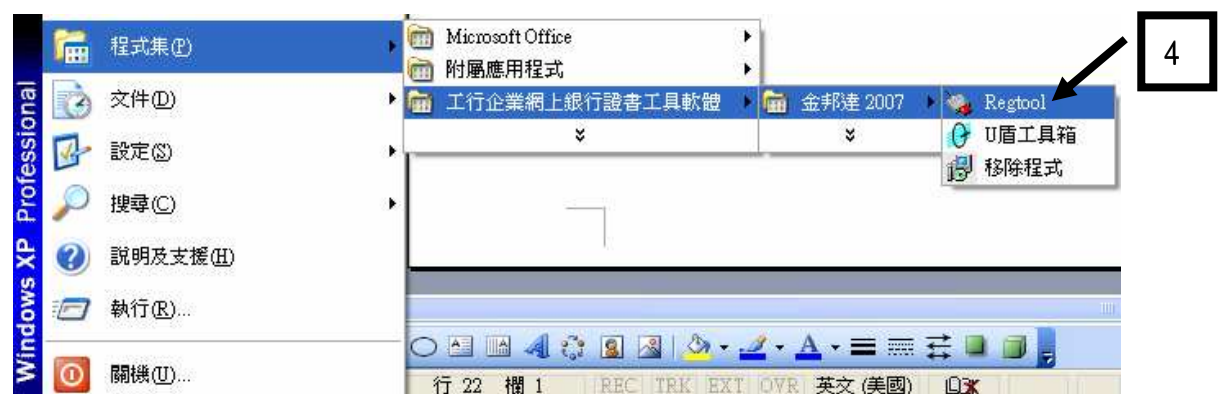 Windows XP Professional
程式集(P)
文件(D)
設定(S)
搜尋(C)
說明及支援(H)
執行(R)...
關機(U)...
Microsoft Office
附屬應用程式
工行企業網上銀行證書工具軟體
金邦達 2007
Regtool
U盾工具箱
移除程式
4
行 22 欄 1 REC TRK EXT OVR 英文 (美國)